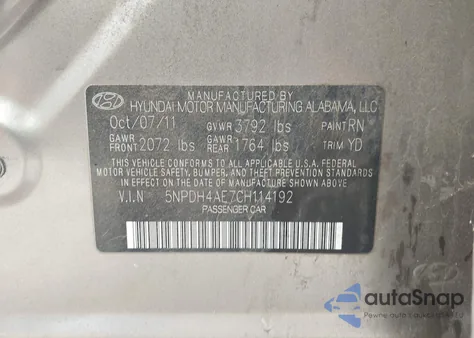 MANUFACTURED BY
HYUNDAI MOTOR MANUFACTURING ALABAMA, LLC
Oct/07/11 GVWR 3792 lbs PAINT RN
GAWR FRONT 2072 lbs GAWR REAR 1764 lbs TRIM YD
THIS VEHICLE CONFORMS TO ALL APPLICABLE U.S.A. FEDERAL
MOTOR VEHICLE SAFETY, BUMPER, AND THEFT PREVENTION STANDARDS
IN EFFECT ON THE DATE OF MANUFACTURE SHOWN ABOVE.
V.I.N 5NPDH4AE7CH114192
PASSENGER CAR
autoSnap